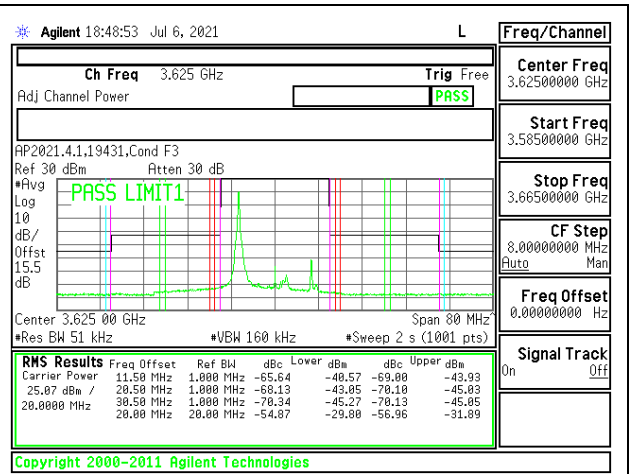 Agilent 18:48:53 Jul 6, 2021 L
Freq/Channel
Ch Freq 3.625 GHz Trig Free
Adj Channel Power PASS
AP2021.4.1,19431,Cond F3
Ref 30 dBm Atten 30 dB
#Avg
Log
10
dB/
Offst
15.5
dB
PASS LIMIT1
Center 3.625 00 GHz Span 80 MHz^
#Res BW 51 kHz #VBW 160 kHz #Sweep 2 s (1001 pts)
RMS Results Freq Offset Ref BW dBc Lower dBm dBc Upper dBm
Carrier Power 11.50 MHz 1.000 MHz -65.64 -40.57 -69.00 -43.93
25.07 dBm / 20.50 MHz 1.000 MHz -68.13 -43.05 -70.10 -45.03
20.0000 MHz 30.50 MHz 1.000 MHz -70.34 -45.27 -70.13 -45.05
20.00 MHz 20.00 MHz -54.87 -29.80 -56.96 -31.89
Center Freq
3.62500000 GHz
Start Freq
3.58500000 GHz
Stop Freq
3.66500000 GHz
CF Step
8.00000000 MHz
Auto Man
Freq Offset
0.00000000 Hz
Signal Track
On Off
Copyright 2000-2011 Agilent Technologies